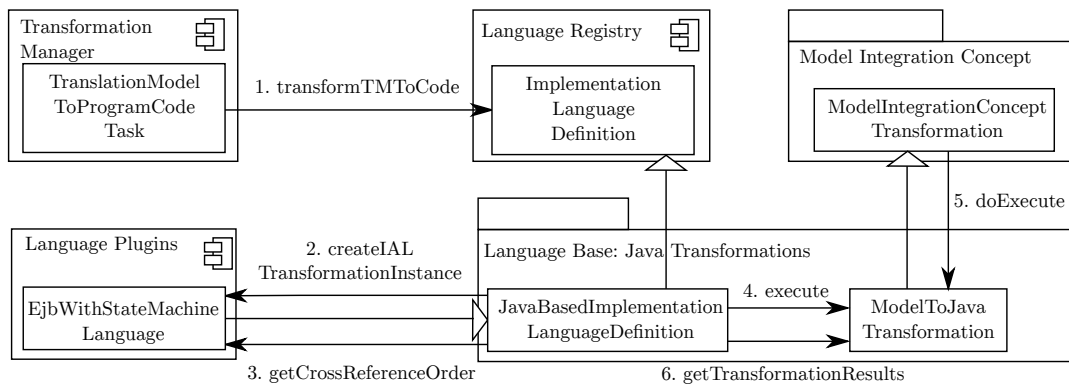 Transformation
Manager
TranslationModel
ToProgramCode
Task
1. transformTMToCode
Language Registry
Implementation
Language
Definition
Model Integration Concept
ModelIntegrationConcept
Transformation
5. doExecute
Language Plugins
EjbWithStateMachine
Language
2. createIAL
TransformationInstance
3. getCrossReferenceOrder
Language Base: Java Transformations
JavaBasedImplementation
LanguageDefinition
4. execute
6. getTransformationResults
ModelToJava
Transformation